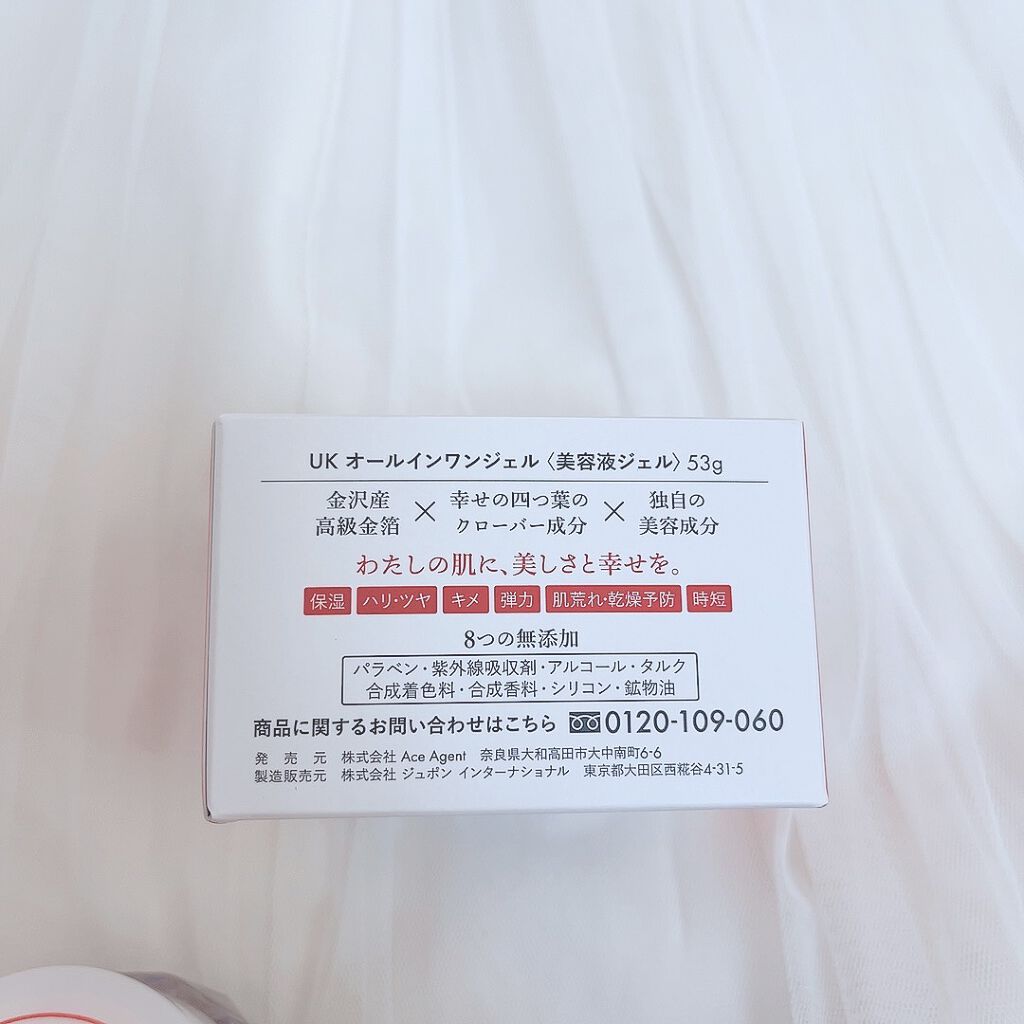 UK オールインワンジェル〈美容液ジェル〉53g
金沢産 高級金箔 × 幸せの四つ葉の クローバー成分 × 独自の 美容成分
わたしの肌に、美しさと幸せを。
保湿 ハリ・ツヤ キメ 弾力 肌荒れ・乾燥予防 時短
8つの無添加
パラベン・紫外線吸収剤・アルコール・タルク
合成着色料・合成香料・シリコン・鉱物油
商品に関するお問い合わせはこちら 0120-109-060
発売元 株式会社 Ace Agent 奈良県大和高田市大中南町6-6
製造販売元 株式会社 ジュポン インターナショナル 東京都大田区西糀谷4-31-5